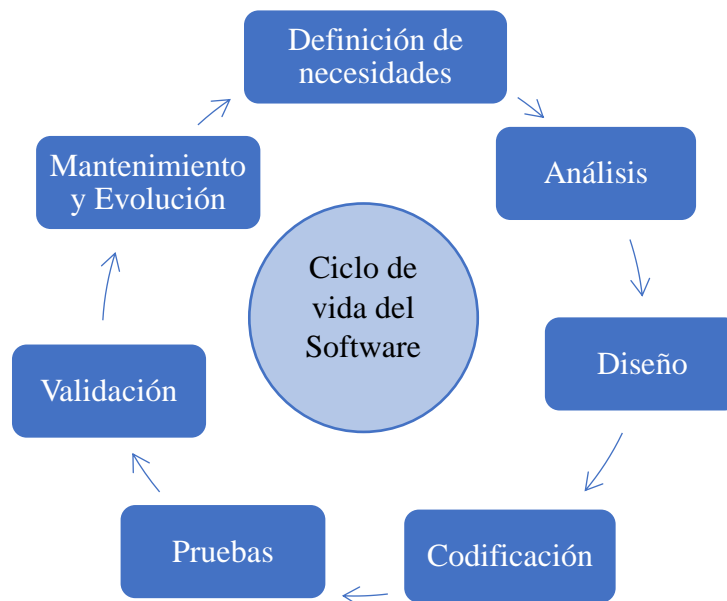 Definición de
necesidades
Análisis
Diseño
Codificación
Pruebas
Validación
Mantenimiento
y Evolución
Ciclo de
vida del
Software